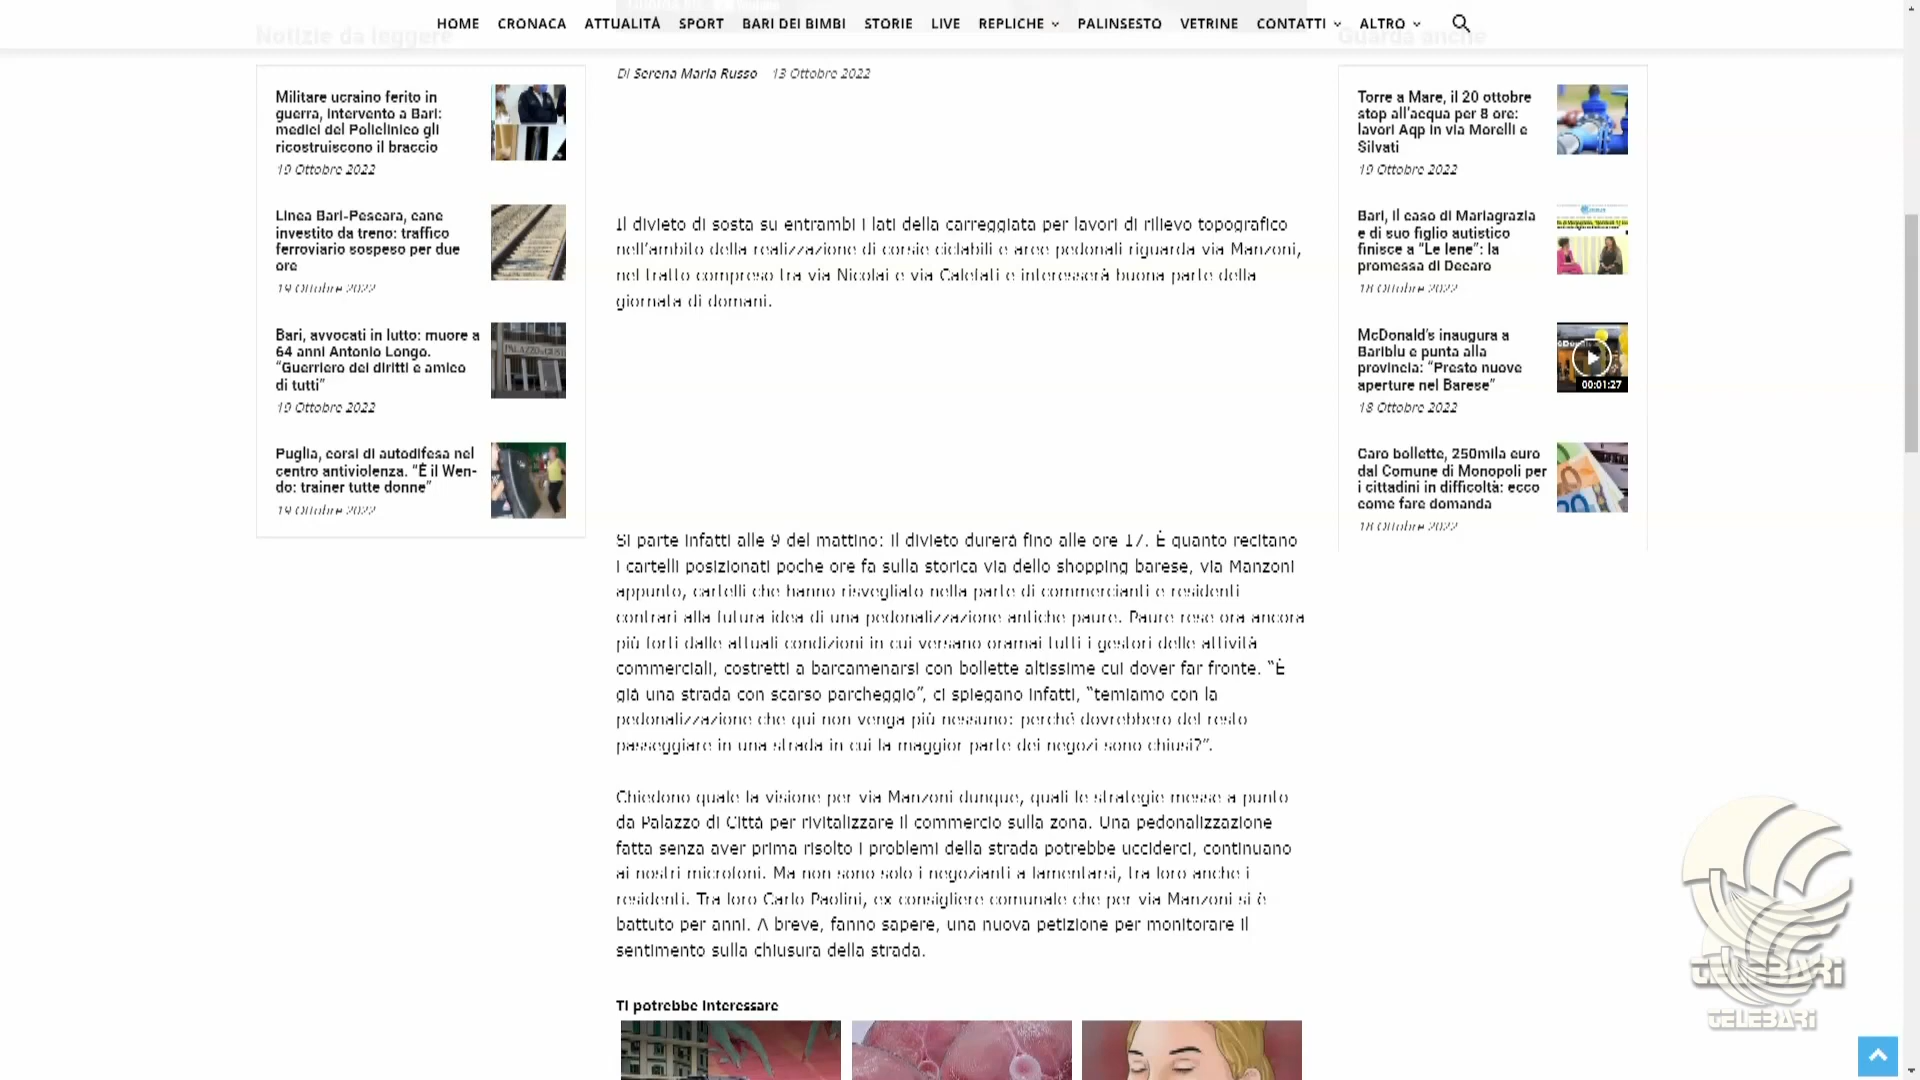 HOME CRONACA ATTUALITÀ SPORT BARI DEI BIMBI STORIE LIVE REPLICHE PALINSESTO VETRINE CONTATTI ALTRO
Notizie da leggere
Militare ucraino ferito in
guerra, intervento a Bari:
medici del Policlinico gli
ricostruiscono il braccio
19 Ottobre 2022
Linea Bari-Pescara, cane
investito da treno: traffico
ferroviario sospeso per due
ore
19 Ottobre 2022
Bari, avvocati in lutto: muore a
64 anni Antonio Longo.
“Guerriero dei diritti e amico
di tutti”
19 Ottobre 2022
Puglia, corsi di autodifesa nel
centro antiviolenza. “È il Wen-
do: trainer tutte donne”
19 Ottobre 2022
Di Serena Maria Russo 13 Ottobre 2022
Il divieto di sosta su entrambi i lati della carreggiata per lavori di rilievo topografico
nell’ambito della realizzazione di corsie ciclabili e aree pedonali riguarda via Manzoni,
nel tratto compreso tra via Nicolai e via Calefati e interesserà buona parte della
giornata di domani.
Si parte infatti alle 9 del mattino: il divieto durerà fino alle ore 17. È quanto recitano
i cartelli posizionati poche ore fa sulla storica via dello shopping barese, via Manzoni
appunto, cartelli che hanno risvegliato nella parte di commercianti e residenti
contrari alla futura idea di una pedonalizzazione antiche paure. Paure rese ora ancora
più forti dalle attuali condizioni in cui versano oramai tutti i gestori delle attività
commerciali, costretti a barcamenarsi con bollette altissime cui dover far fronte. “È
già una strada con scarso parcheggio”, ci spiegano infatti, “temiamo con la
pedonalizzazione che qui non venga più nessuno: perché dovrebbero del resto
passeggiare in una strada in cui la maggior parte dei negozi sono chiusi?”.
Chiedono quale la visione per via Manzoni dunque, quali le strategie messe a punto
da Palazzo di Città per rivitalizzare il commercio sulla zona. Una pedonalizzazione
fatta senza aver prima risolto i problemi della strada potrebbe ucciderci, continuano
ai nostri microfoni. Ma non sono solo i negozianti a lamentarsi, tra loro anche i
residenti. Tra loro Carlo Paolini, ex consigliere comunale che per via Manzoni si è
battuto per anni. A breve, fanno sapere, una nuova petizione per monitorare il
sentimento sulla chiusura della strada.
Ti potrebbe interessare
Guarda anche
Torre a Mare, il 20 ottobre
stop all’acqua per 8 ore:
lavori Aqp in via Morelli e
Silvati
19 Ottobre 2022
Bari, il caso di Mariagrazia
e di suo figlio autistico
finisce a “Le Iene”: la
promessa di Decaro
18 Ottobre 2022
McDonald’s inaugura a
Bariblu e punta alla
provincia: “Presto nuove
aperture nel Barese”
00:01:27
18 Ottobre 2022
Caro bollette, 250mila euro
dal Comune di Monopoli per
i cittadini in difficoltà: ecco
come fare domanda
18 Ottobre 2022
TELEBARI
TELEBARI